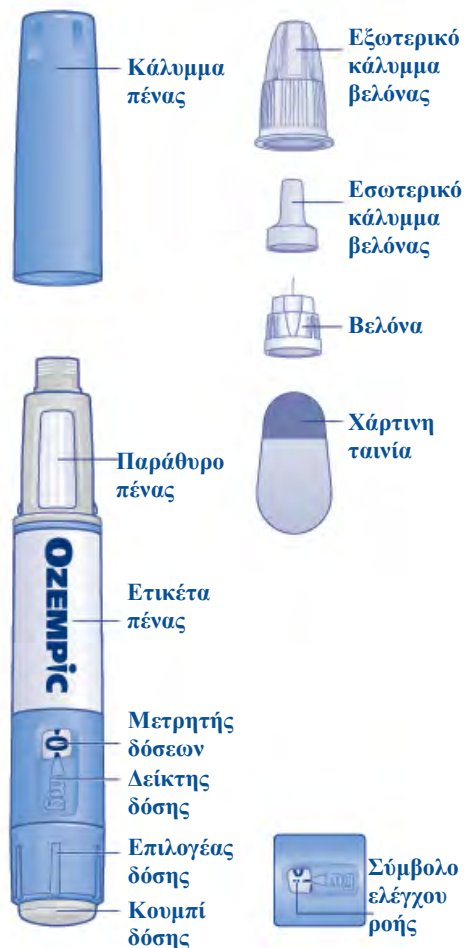 Κάλυμμα
πένας
Εξωτερικό
κάλυμμα
βελόνας
Εσωτερικό
κάλυμμα
βελόνας
Βελόνα
Χάρτινη
ταινία
Παράθυρο
πένας
OZEMPIC
Ετικέτα
πένας
0
mg
Μετρητής
δόσεων
Δείκτης
δόσης
Επιλογέας
δόσης
Κουμπί
δόσης
mg
Σύμβολο
ελέγχου
ροής